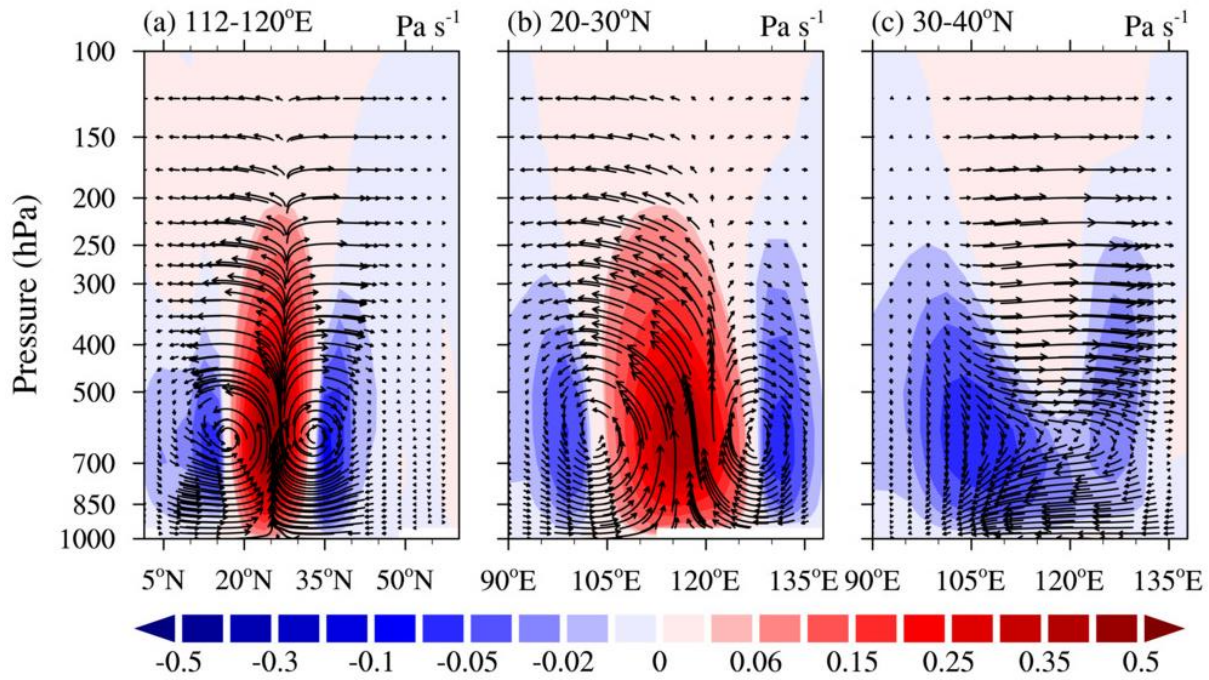 (a) 112-120°E Pa s⁻¹ (b) 20-30°N Pa s⁻¹ (c) 30-40°N Pa s⁻¹
100
150
200
250
300
400
500
700
850
1000
Pressure (hPa)
5°N 20°N 35°N 50°N 90°E 105°E 120°E 135°E 90°E 105°E 120°E 135°E
-0.5 -0.3 -0.1 -0.05 -0.02 0 0.06 0.15 0.25 0.35 0.5